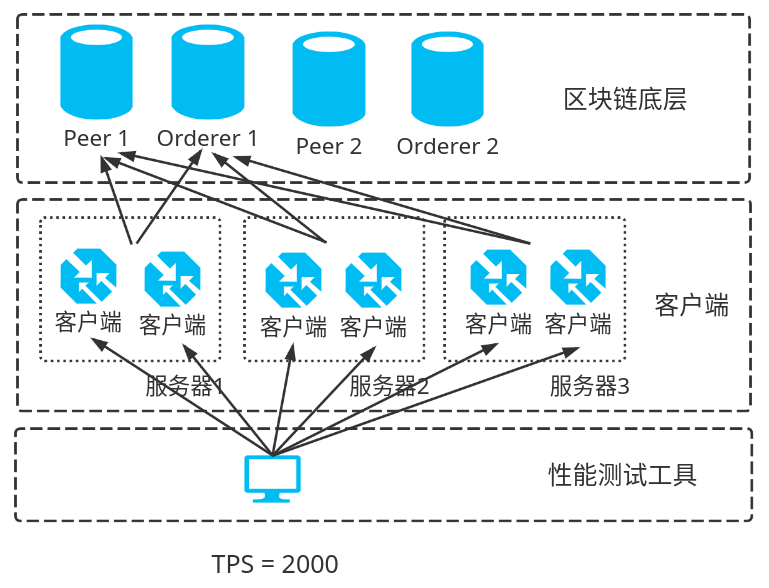 Peer 1
Orderer 1
Peer 2
Orderer 2
区块链底层
客户端
客户端
客户端
客户端
客户端
客户端
客户端
服务器1
服务器2
服务器3
性能测试工具
TPS = 2000